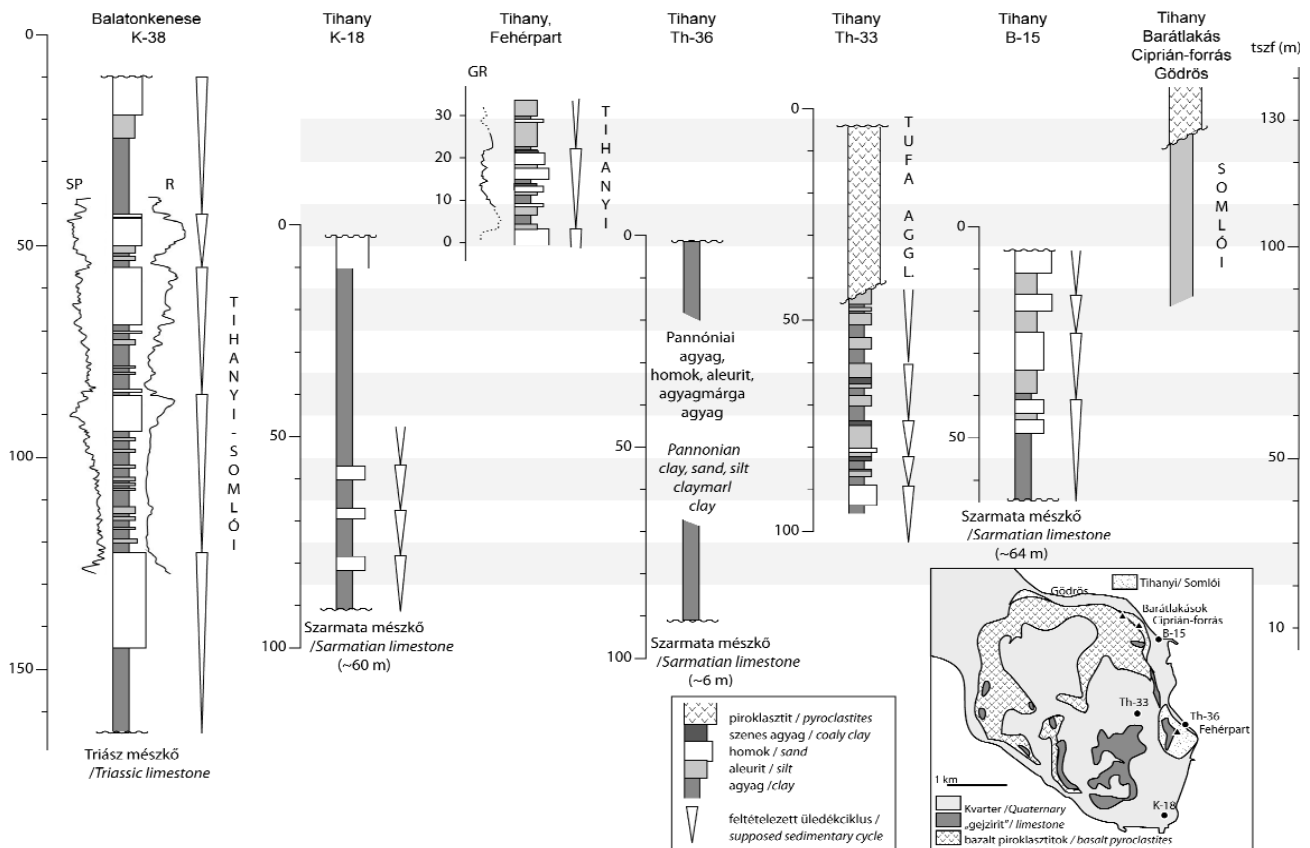 Balatonkenese
K-38
Tihany
K-18
Tihany,
Fehérpart
Tihany
Th-36
Tihany
Th-33
Tihany
B-15
Tihany
Barátlakás
Ciprián-forrás
Gödrös
tszf (m)
0
50
100
150
SP
R
TIHANYI-SOMLÓI
Triász mészkő
/Triassic limestone
0
50
100
Szarmata mészkő
/Sarmatian limestone
(~60 m)
GR
30
20
10
0
TIHANYI
0
50
100
Pannóniai
agyag,
homok, aleurit,
agyagmárga
agyag
Pannonian
clay, sand, silt
claymarl
clay
Szarmata mészkő
/Sarmatian limestone
(~6 m)
0
50
100
TUFA AGGL.
0
50
Szarmata mészkő
/Sarmatian limestone
(~64 m)
SOMLÓI
130
100
50
10
piroklasztit / pyroclastites
szenes agyag / coaly clay
homok / sand
aleurit / silt
agyag /clay
feltételezett üledékciklus /
supposed sedimentary cycle
Tihanyi/ Somlói
Gödrös
Barátlakások
Ciprián-forrás
B-15
Th-33
Th-36
Fehérpart
1 km
K-18
Kvarter /Quaternary
„gejzirit"/ limestone
bazalt piroklasztitok / basalt pyroclastites